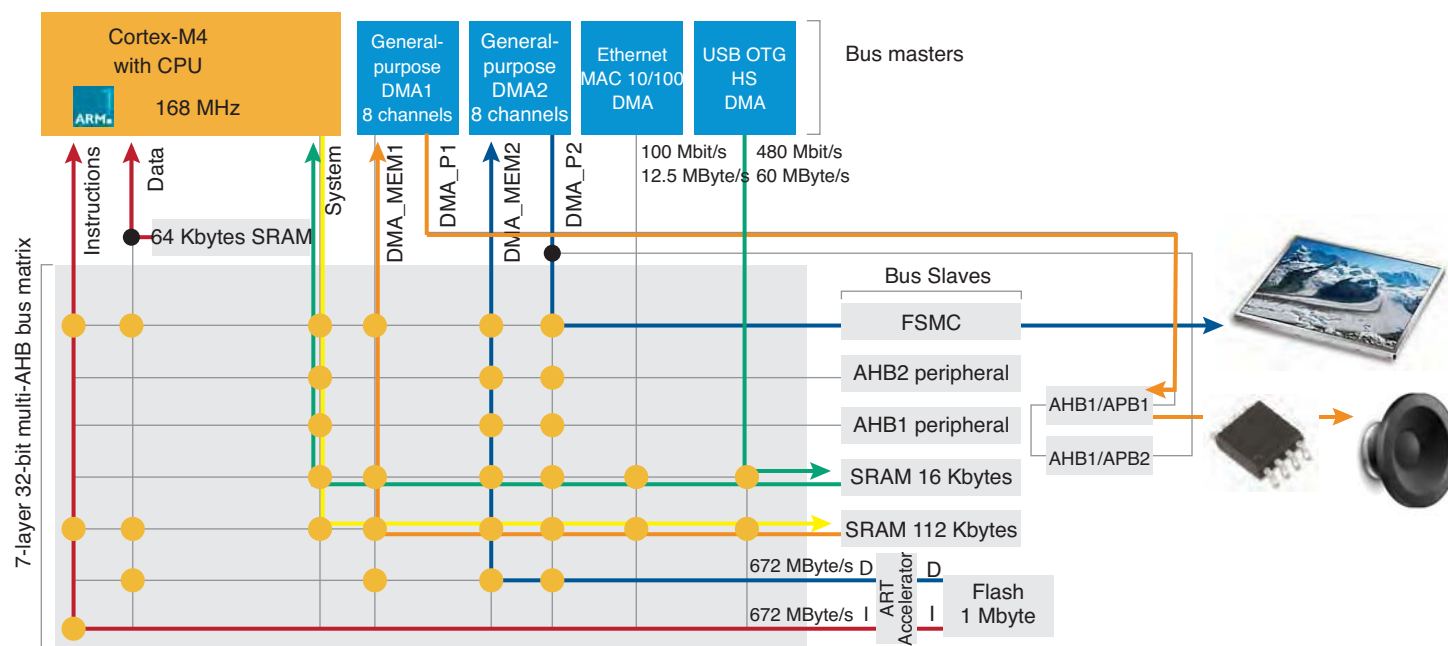 Cortex-M4
with CPU
ARM.
168 MHz
General-
purpose
DMA1
8 channels
General-
purpose
DMA2
8 channels
Ethernet
MAC 10/100
DMA
USB OTG
HS
DMA
Bus masters
Instructions
Data
System
DMA_MEM1
DMA_P1
DMA_MEM2
DMA_P2
100 Mbit/s
12.5 MByte/s
480 Mbit/s
60 MByte/s
64 Kbytes SRAM
7-layer 32-bit multi-AHB bus matrix
Bus Slaves
FSMC
AHB2 peripheral
AHB1 peripheral
SRAM 16 Kbytes
SRAM 112 Kbytes
AHB1/APB1
AHB1/APB2
672 MByte/s D
672 MByte/s I
ART
Accelerator
D
I
Flash
1 Mbyte